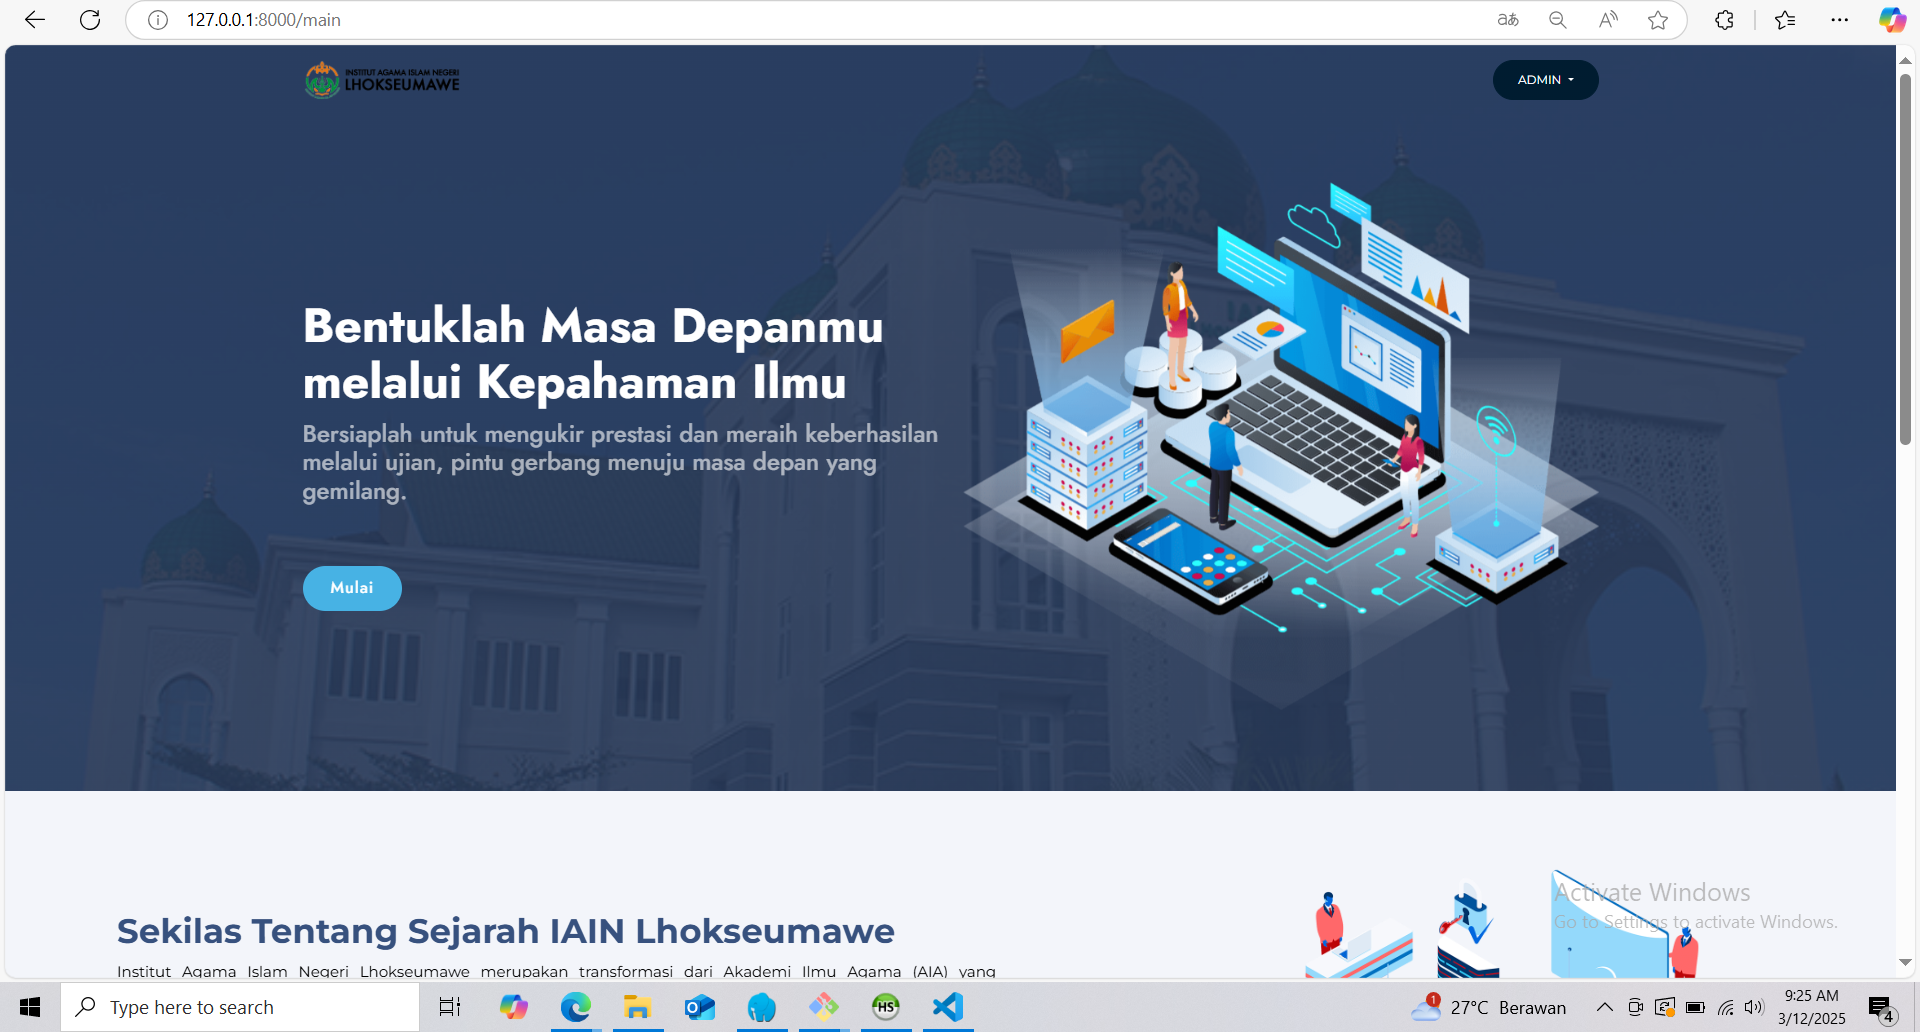 127.0.0.1:8000/main
INSTITUT AGAMA ISLAM NEGERI
LHOKSEUMAWE
ADMIN
Bentuklah Masa Depanmu
melalui Kepahaman Ilmu
Bersiaplah untuk mengukir prestasi dan meraih keberhasilan
melalui ujian, pintu gerbang menuju masa depan yang
gemilang.
Mulai
Sekilas Tentang Sejarah IAIN Lhokseumawe
Institut Agama Islam Negeri Lhokseumawe merupakan transformasi dari Akademi Ilmu Agama (AIA) yang
Activate Windows
Go to Settings to activate Windows.
Type here to search
HS
1
27°C Berawan
9:25 AM
3/12/2025
4